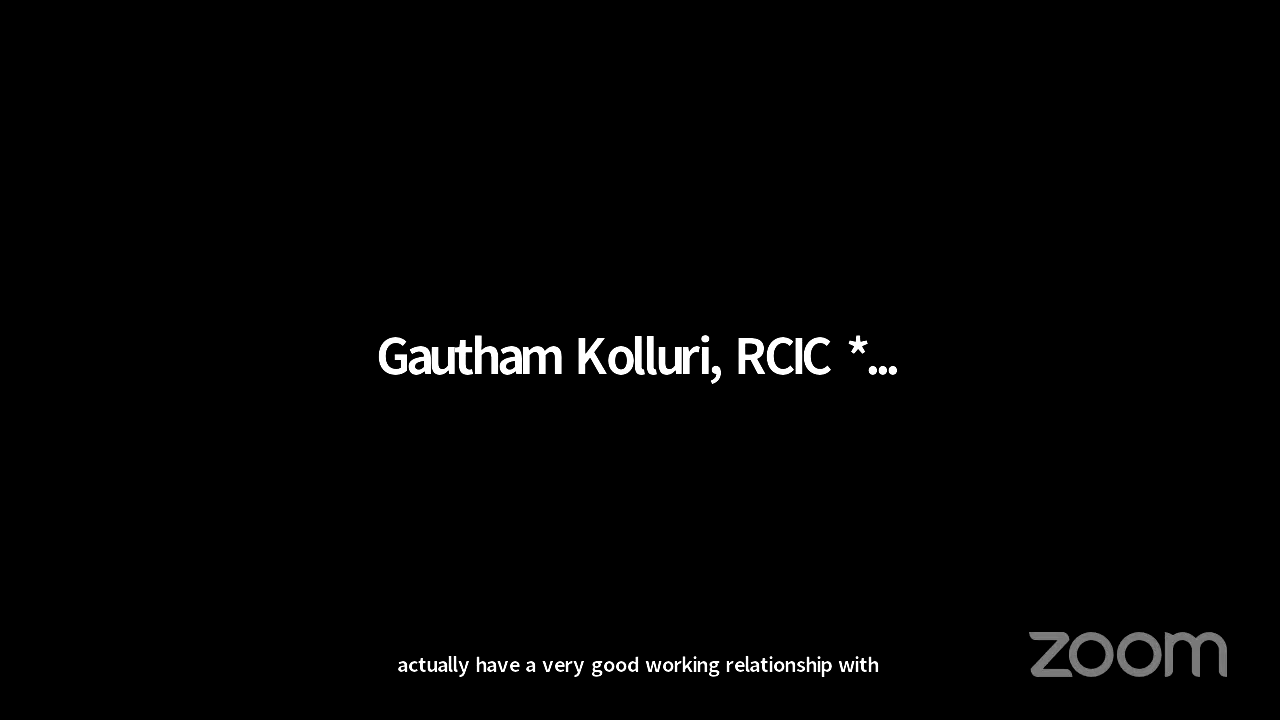 Gautham Kolluri, RCIC *...
actually have a very good working relationship with
zoom